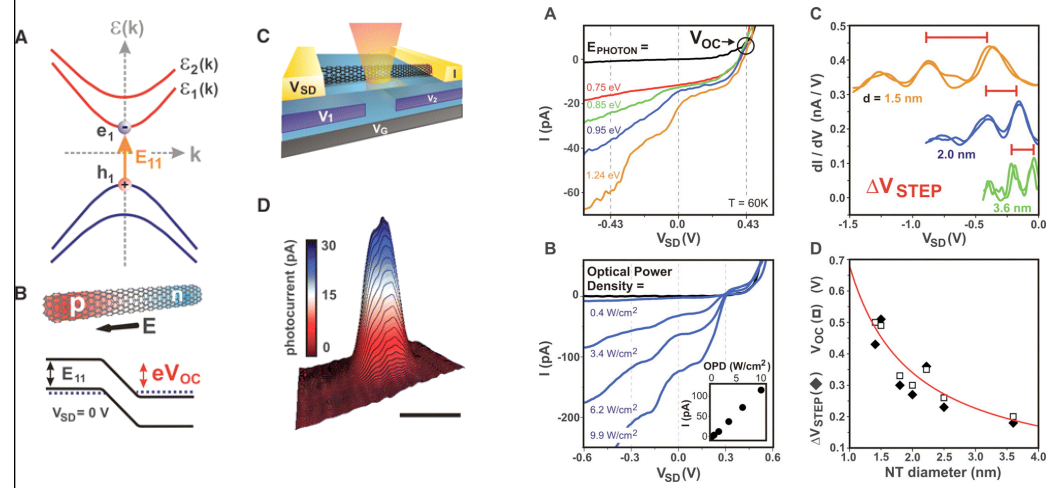 A
ε(k)
ε2(k)
ε1(k)
e1
-
E11
k
h1
+
B
p
n
E
E11
eVOC
VSD = 0 V
C
VSD
I
V1
V2
VG
D
photocurrent (pA)
30
15
0
A
EPHOTON =
VOC
0.75 eV
0.85 eV
0.95 eV
1.24 eV
T = 60K
I (pA)
0
-20
-40
-60
-0.43
0.0
0.43
VSD (V)
B
Optical Power
Density =
0.4 W/cm2
3.4 W/cm2
6.2 W/cm2
9.9 W/cm2
I (pA)
0
-100
-200
OPD (W/cm2)
0
5
10
I (pA)
100
50
0
-0.6
-0.3
0.0
0.3
0.6
VSD (V)
C
dI / dV (nA / V)
0.5
0.4
0.3
0.2
0.1
0
d = 1.5 nm
2.0 nm
3.6 nm
ΔVSTEP
-1.5
-1.0
-0.5
0.0
VSD (V)
D
ΔVSTEP (◆) VOC (□) (V)
0.7
0.6
0.5
0.4
0.3
0.2
0.1
0.0
1.0
1.5
2.0
2.5
3.0
3.5
4.0
NT diameter (nm)